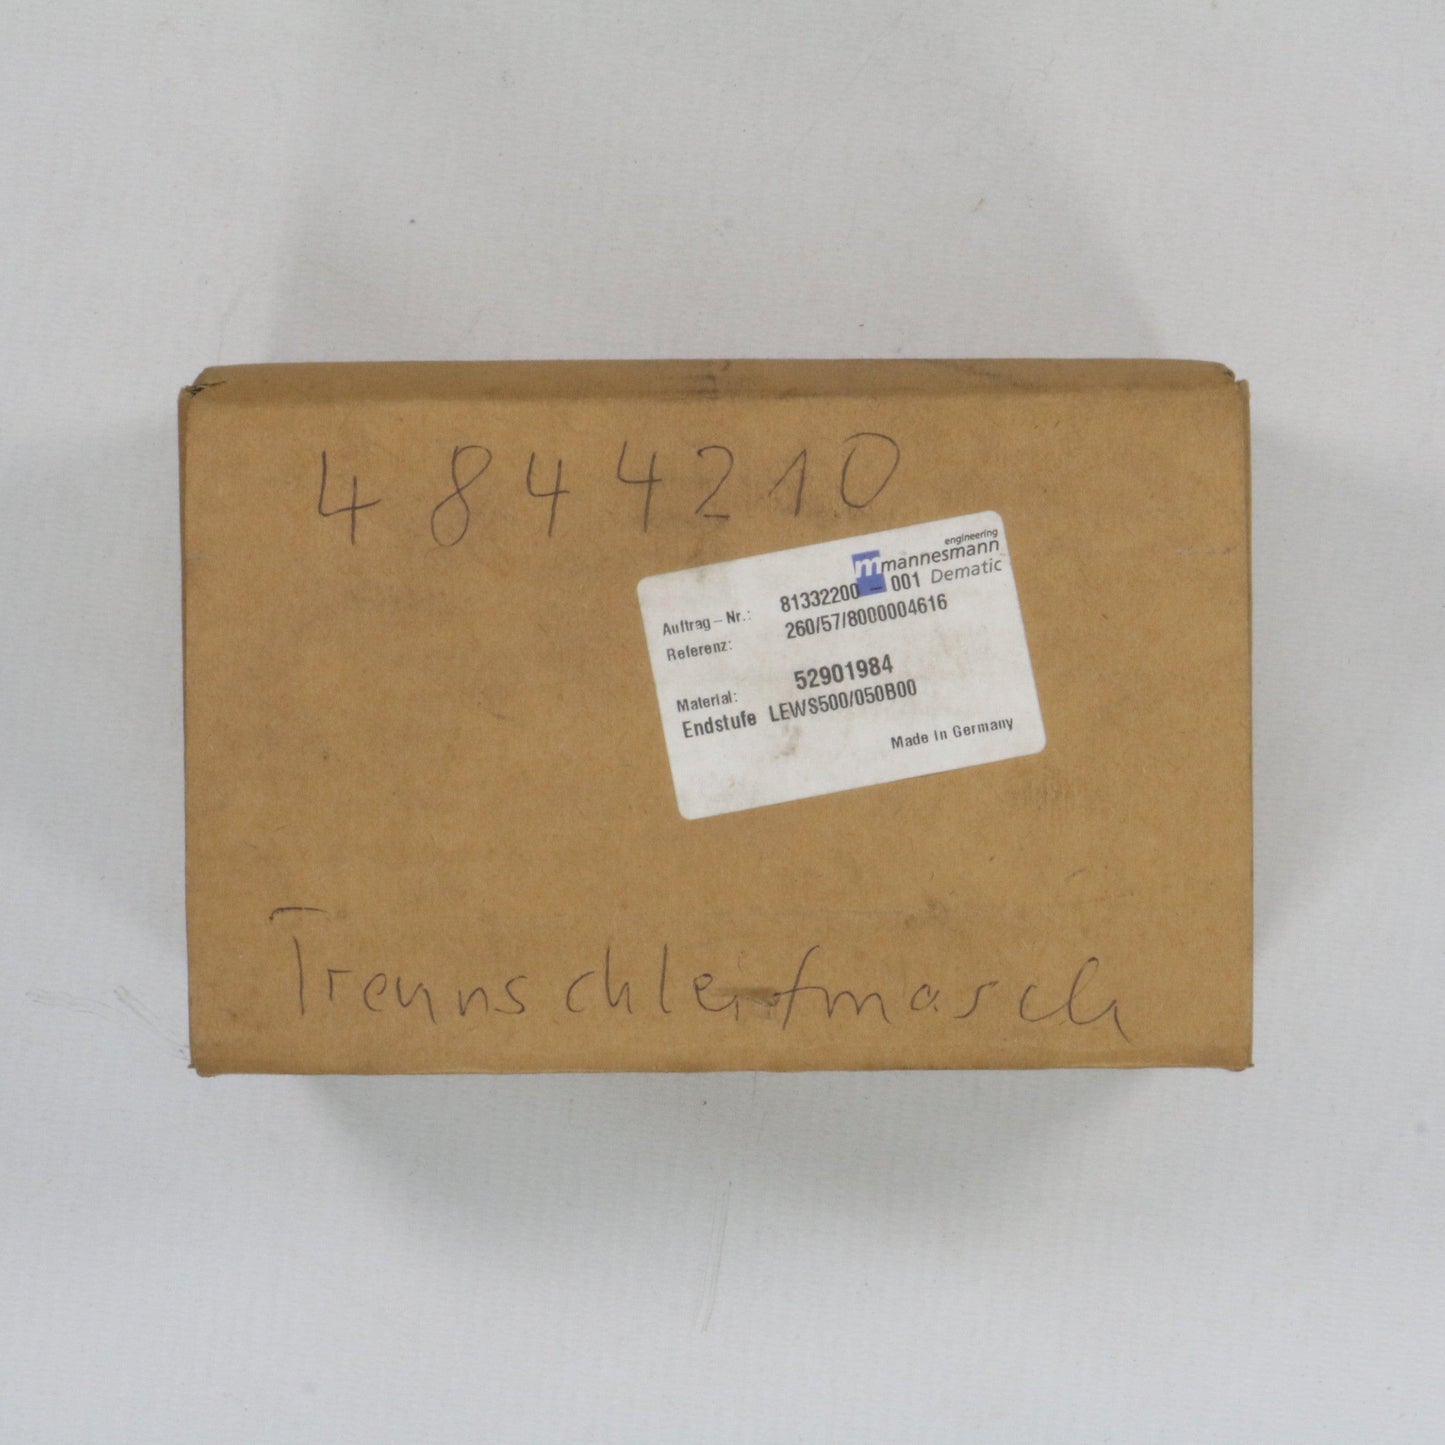 4844210
engineering
mannesmann
Dematic
Auftrag-Nr.: 81332200 - 001
Referenz: 260/57/8000004616
Material: 52901984
Endstufe LEWS500/050B00
Made in Germany
Trennschleifmasch